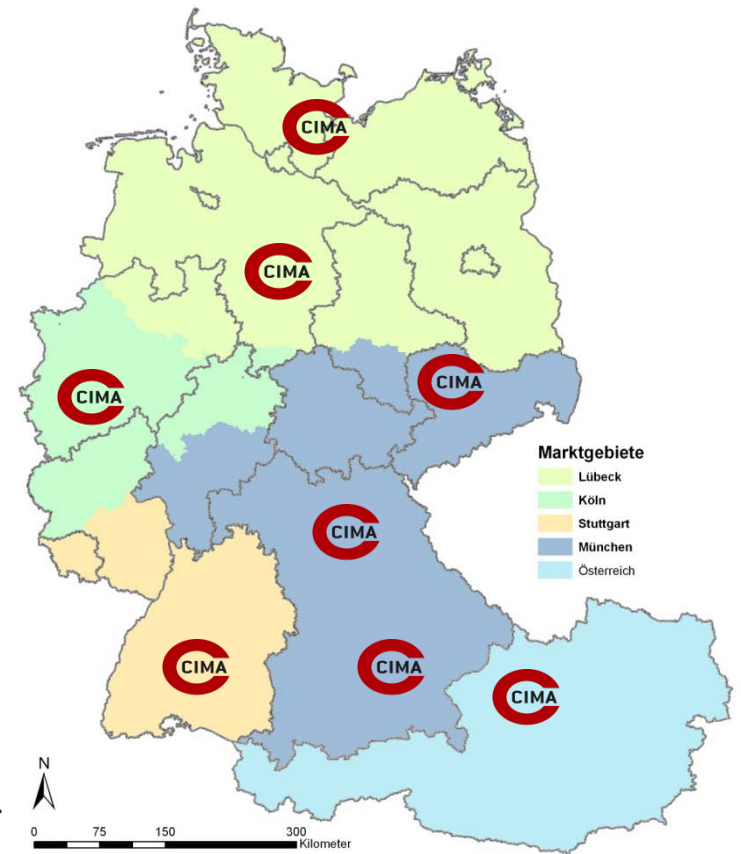 CIMA
CIMA
CIMA
CIMA
CIMA
CIMA
CIMA
CIMA
Marktgebiete
Lübeck
Köln
Stuttgart
München
Österreich
N
0 75 150 300
Kilometer